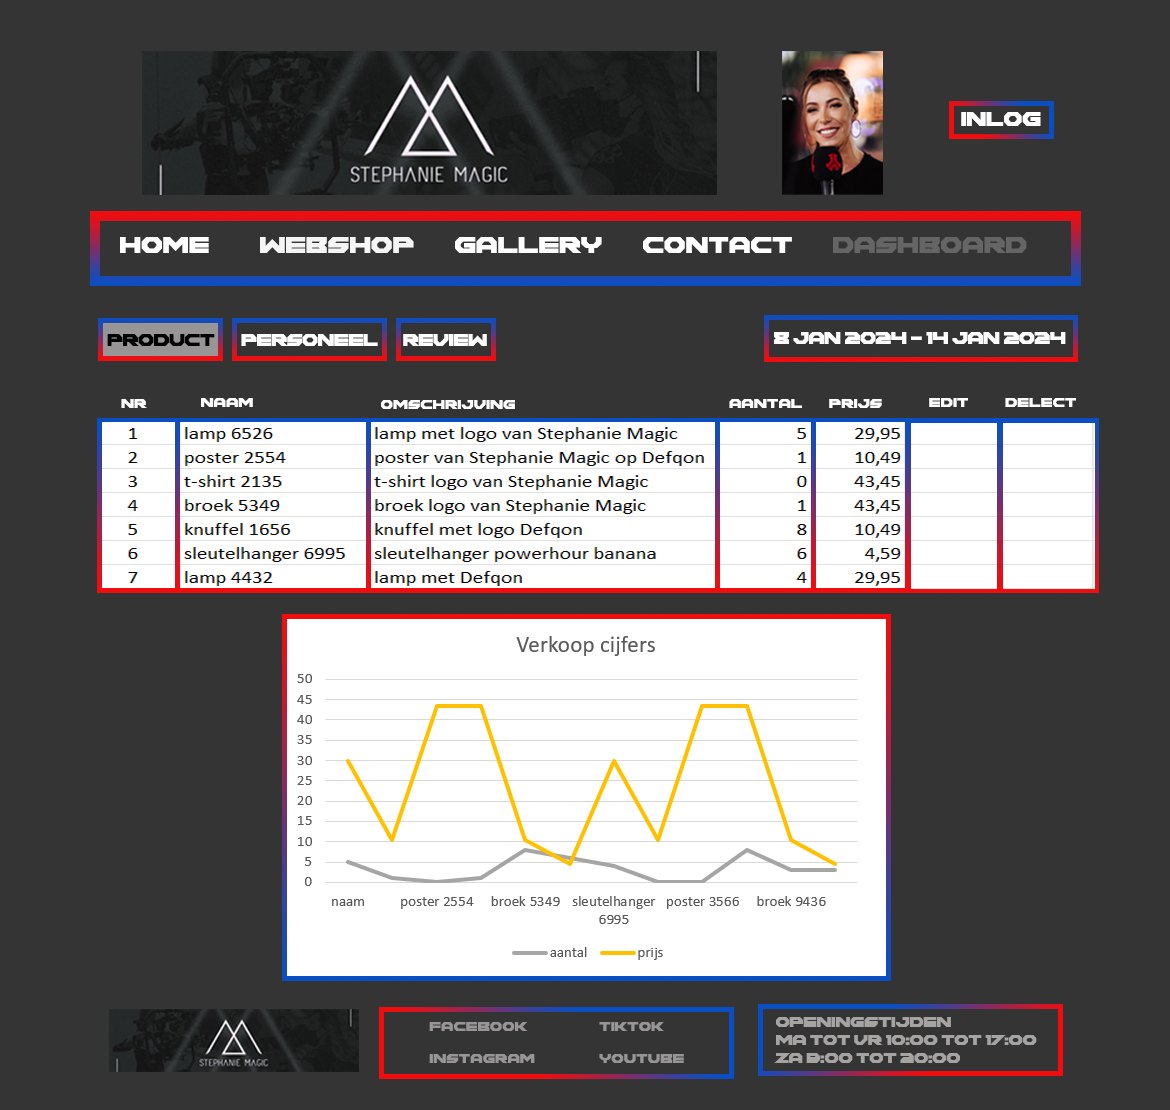 STEPHANIE MAGIC
INLOG
HOME WEBSHOP GALLERY CONTACT DASHBOARD
PRODUCT PERSONEEL REVIEW 8 JAN 2024 - 14 JAN 2024
NR NAAM OMSCHRIJVING AANTAL PRIJS EDIT DELECT
1 lamp 6526 lamp met logo van Stephanie Magic 5 29,95
2 poster 2554 poster van Stephanie Magic op Defqon 1 10,49
3 t-shirt 2135 t-shirt logo van Stephanie Magic 0 43,45
4 broek 5349 broek logo van Stephanie Magic 1 43,45
5 knuffel 1656 knuffel met logo Defqon 8 10,49
6 sleutelhanger 6995 sleutelhanger powerhour banana 6 4,59
7 lamp 4432 lamp met Defqon 4 29,95
Verkoop cijfers
50
45
40
35
30
25
20
15
10
5
0
naam poster 2554 broek 5349 sleutelhanger poster 3566 broek 9436
6995
aantal prijs
STEPHANIE MAGIC
FACEBOOK TIKTOK
INSTAGRAM YOUTUBE
OPENINGSTIJDEN
MA TOT VR 10:00 TOT 17:00
ZA 9:00 TOT 20:00